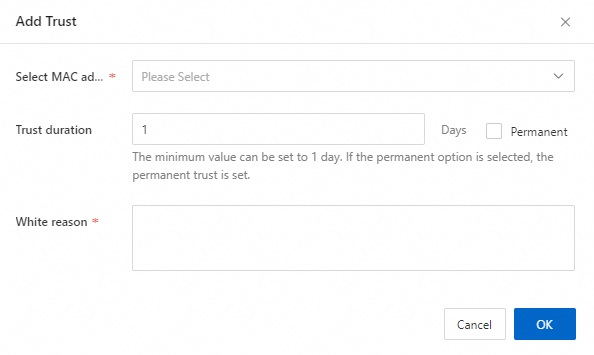 Add Trust
Select MAC ad... *
Please Select
Trust duration
1
Days
Permanent
The minimum value can be set to 1 day. If the permanent option is selected, the
permanent trust is set.
White reason *
Cancel
OK